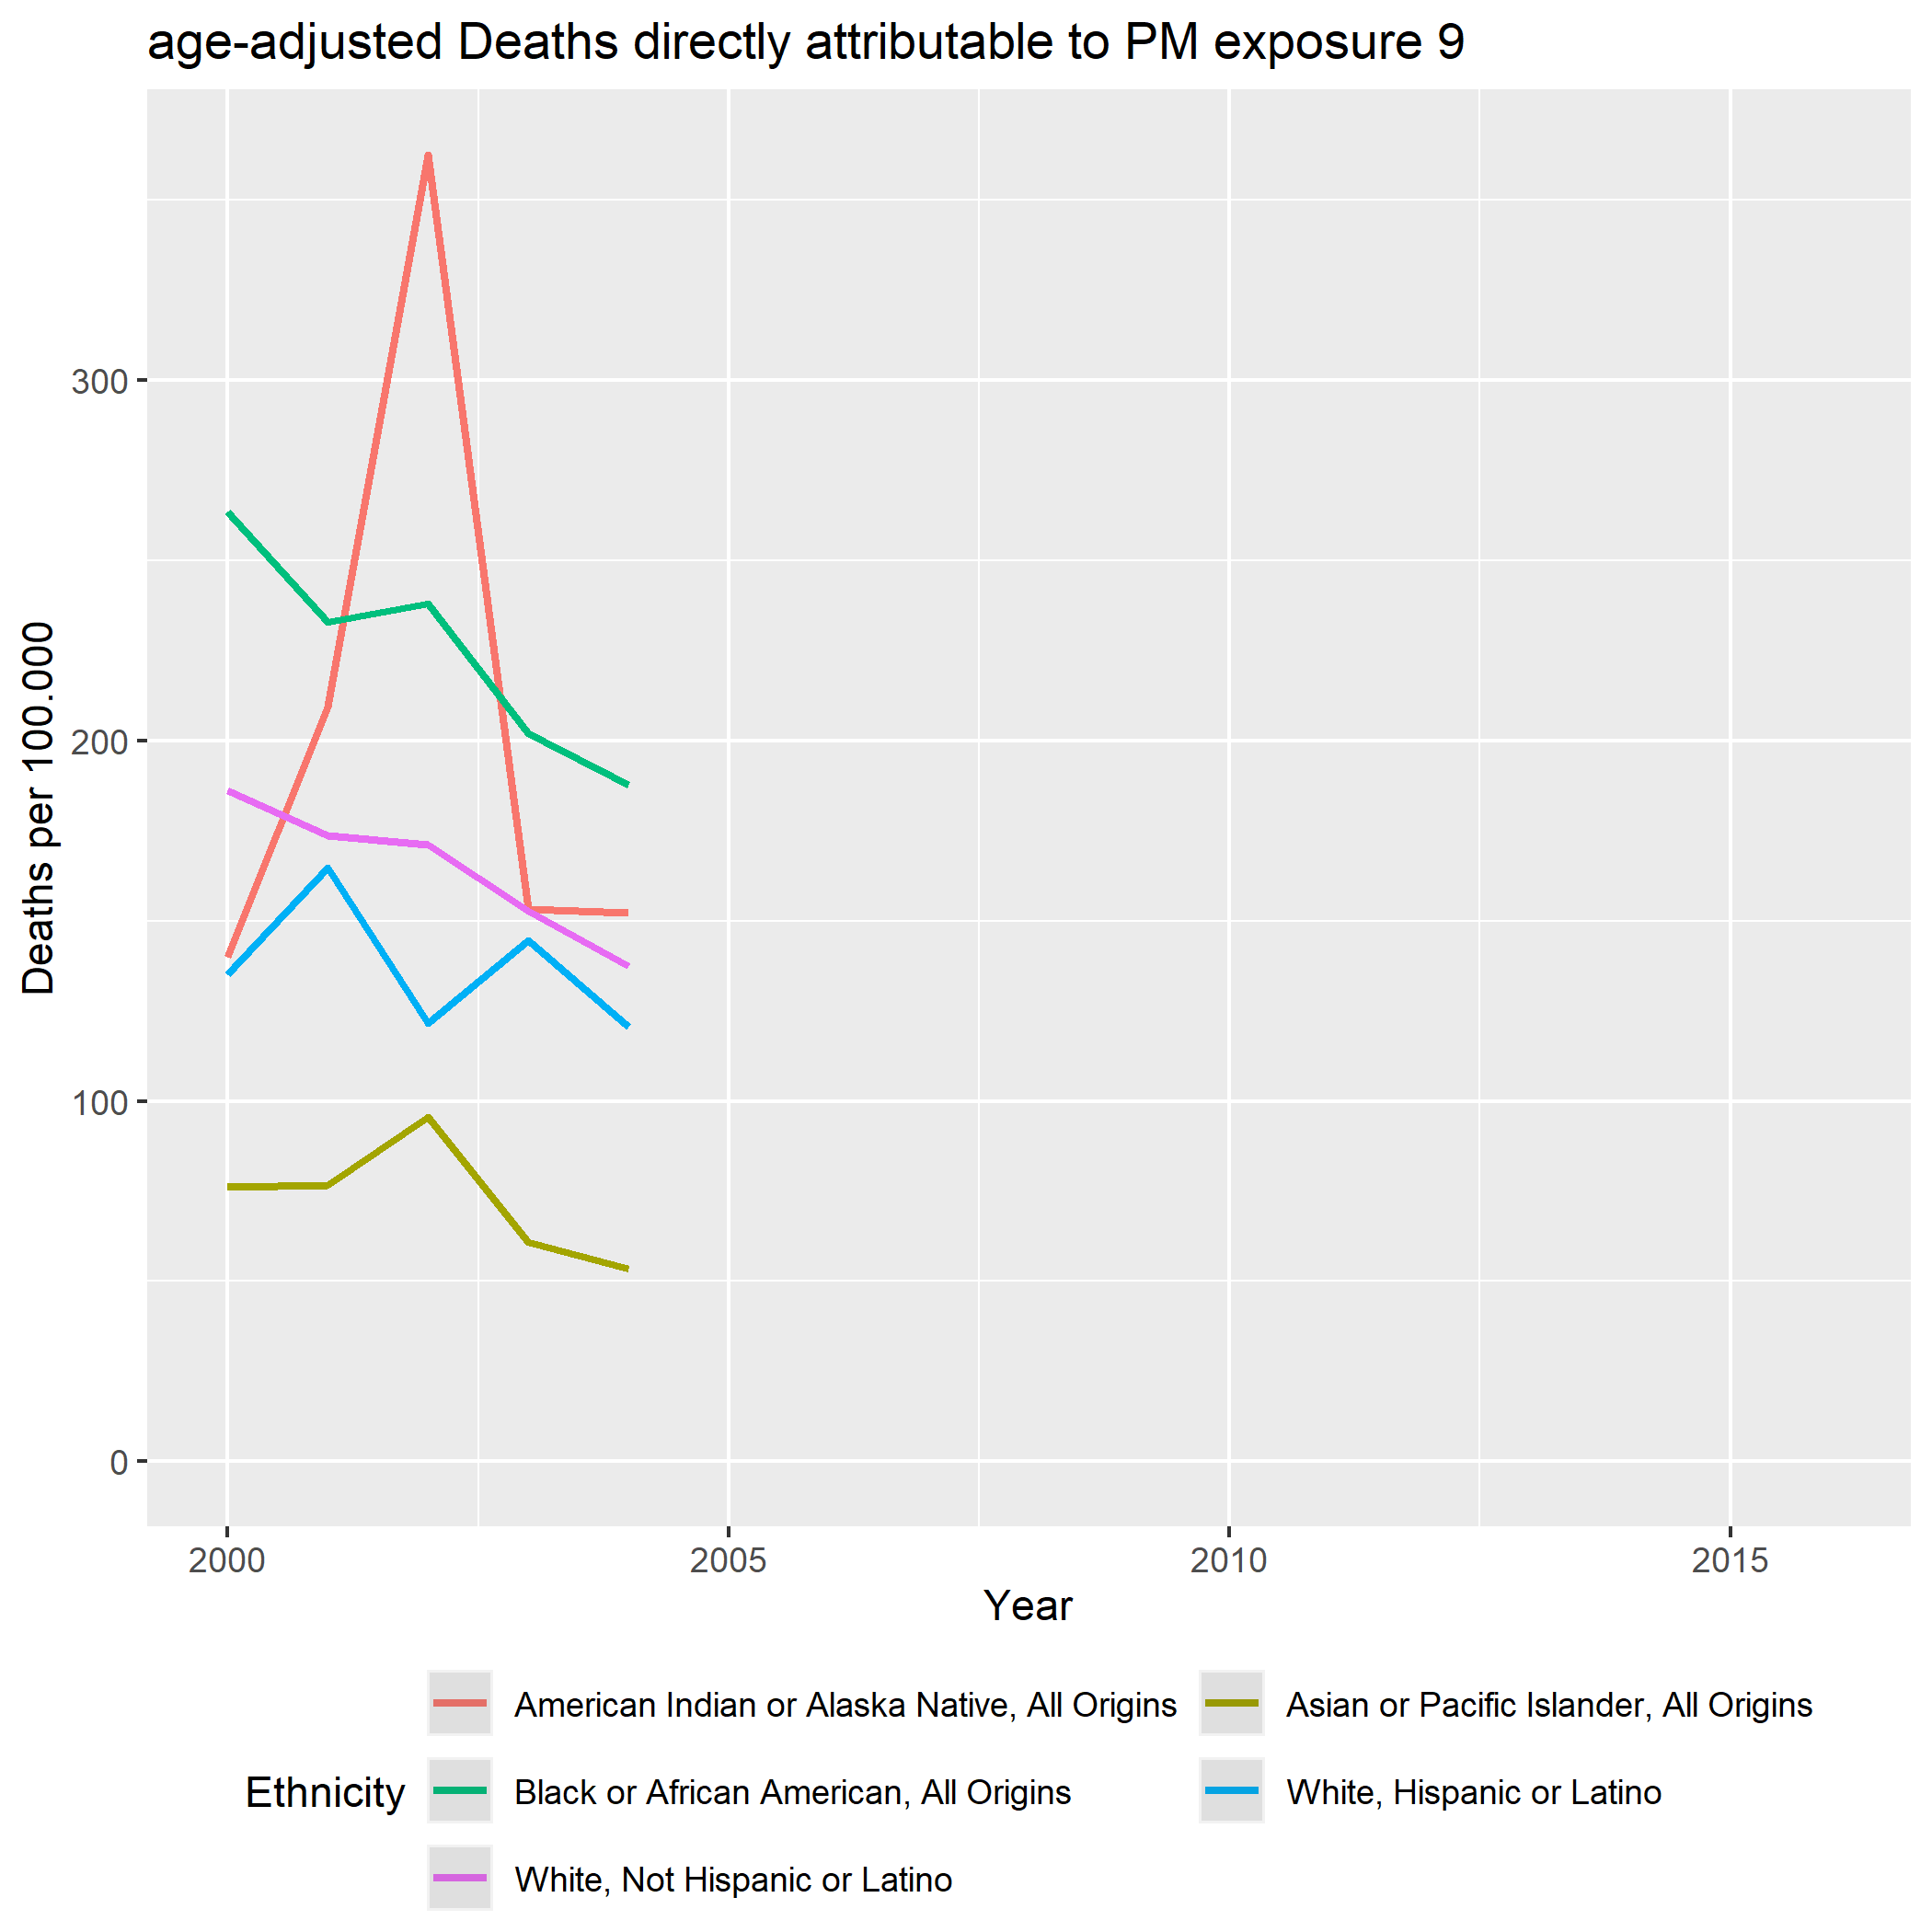 age-adjusted Deaths directly attributable to PM exposure 9
Deaths per 100.000
300
200
100
0
2000 2005 2010 2015
Year
Ethnicity
American Indian or Alaska Native, All Origins
Asian or Pacific Islander, All Origins
Black or African American, All Origins
White, Hispanic or Latino
White, Not Hispanic or Latino